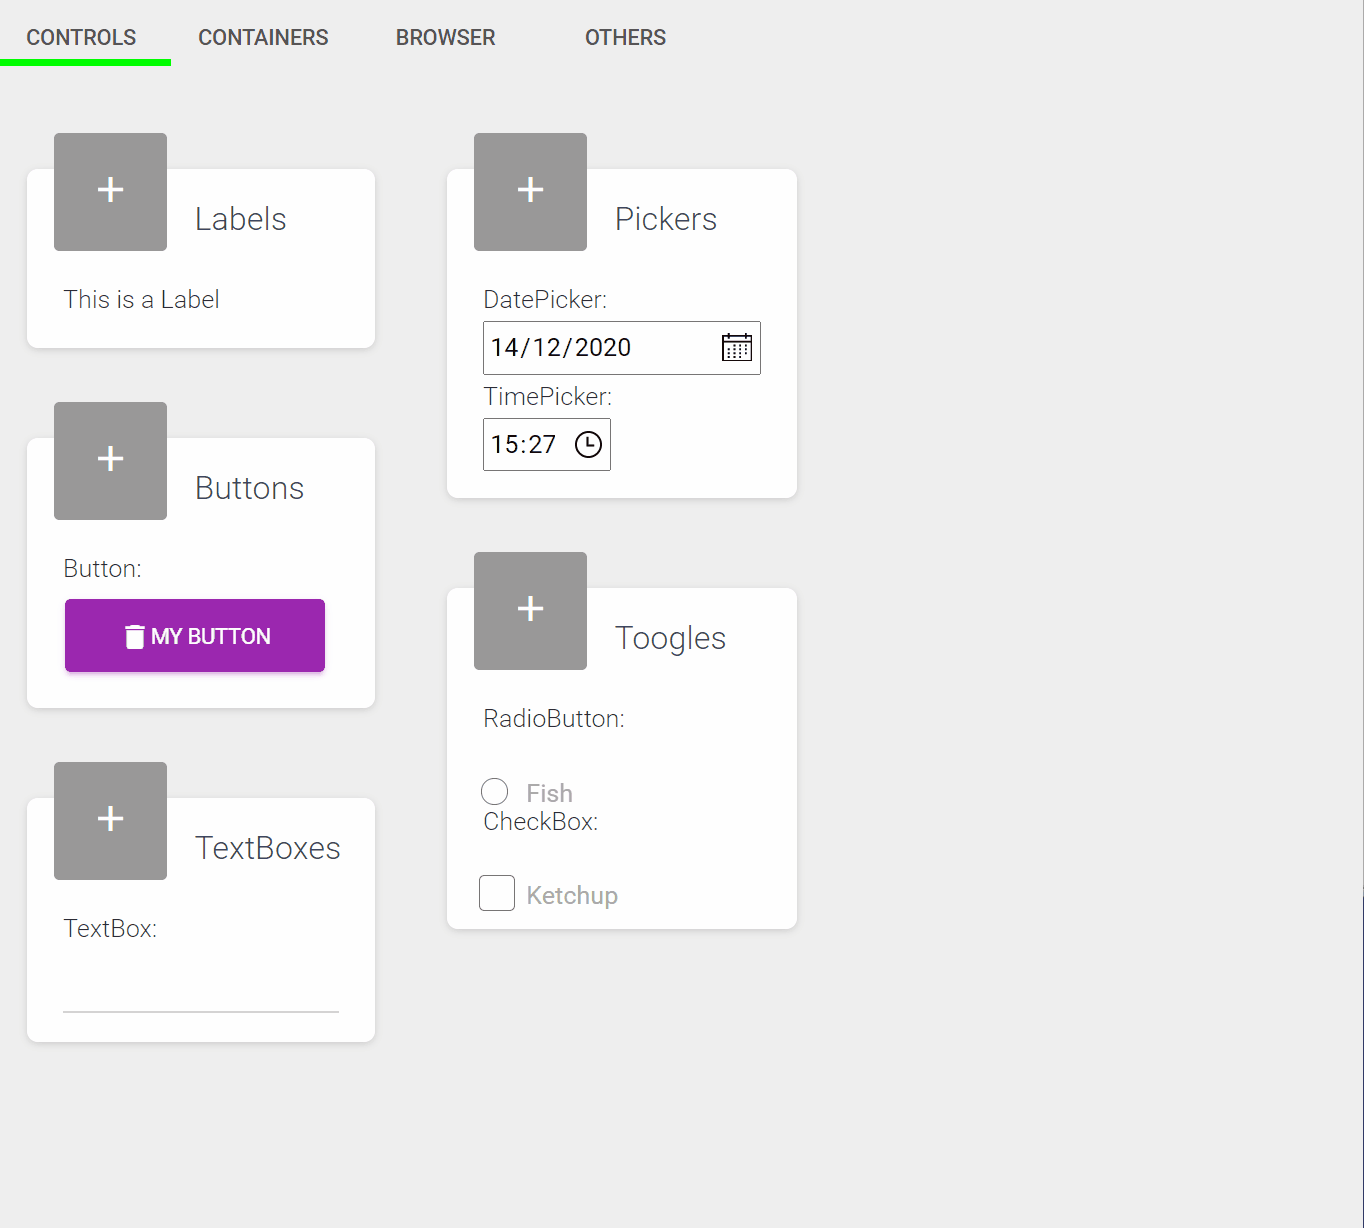 CONTROLS CONTAINERS BROWSER OTHERS
+
Labels
This is a Label
+
Buttons
Button:
MY BUTTON
+
TextBoxes
TextBox:
+
Pickers
DatePicker:
14/12/2020
TimePicker:
15:27
+
Toogles
RadioButton:
Fish
CheckBox:
Ketchup